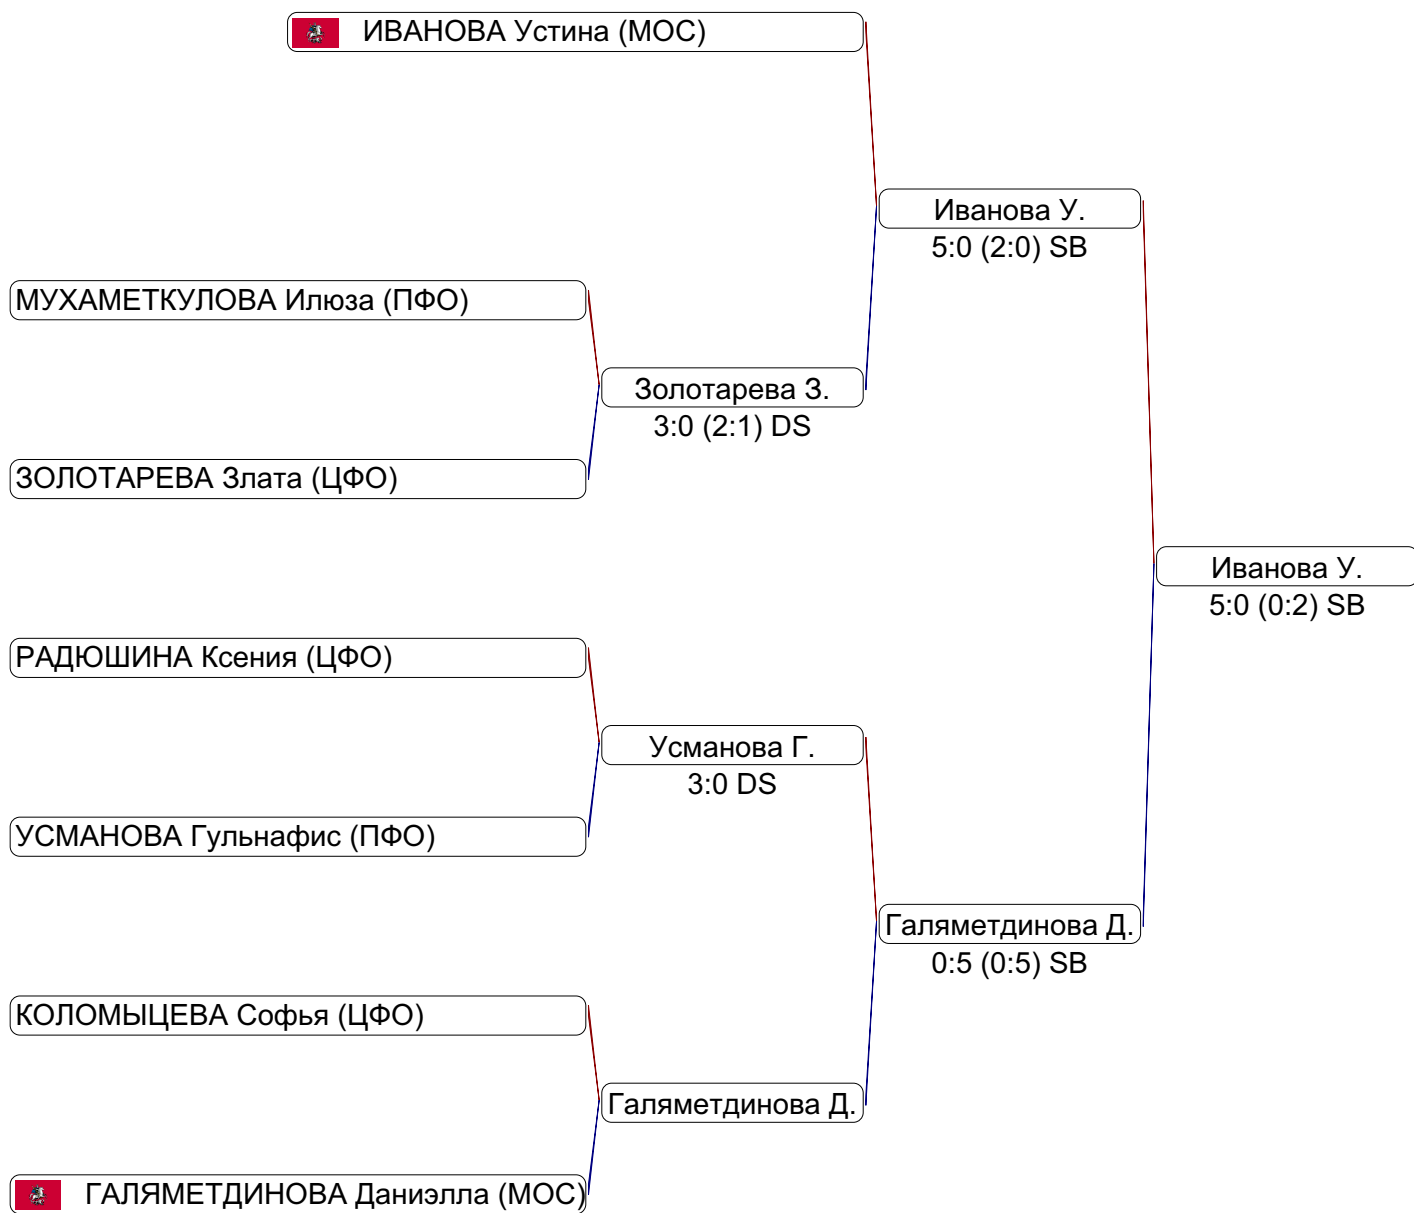 ИВАНОВА Устина (МОС)
Иванова У.
5:0 (2:0) SB
МУХАМЕТКУЛОВА Илюза (ПФО)
Золотарева З.
3:0 (2:1) DS
ЗОЛОТАРЕВА Злата (ЦФО)
Иванова У.
5:0 (0:2) SB
РАДЮШИНА Ксения (ЦФО)
Усманова Г.
3:0 DS
УСМАНОВА Гульнафис (ПФО)
Галяметдинова Д.
0:5 (0:5) SB
КОЛОМЫЦЕВА Софья (ЦФО)
Галяметдинова Д.
ГАЛЯМЕТДИНОВА Даниэлла (МОС)